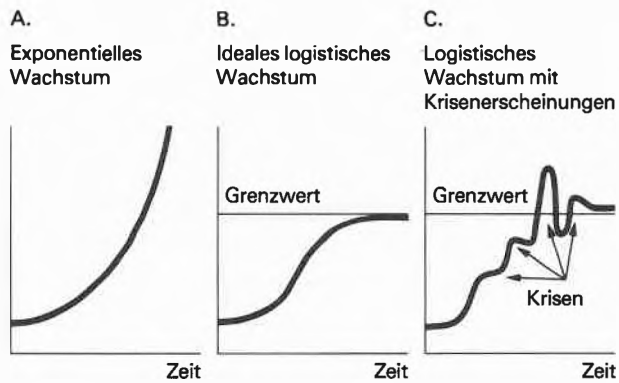 A.
Exponentielles
Wachstum
Zeit
B.
Ideales logistisches
Wachstum
Grenzwert
Zeit
C.
Logistisches
Wachstum mit
Krisenerscheinungen
Grenzwert
Krisen
Zeit